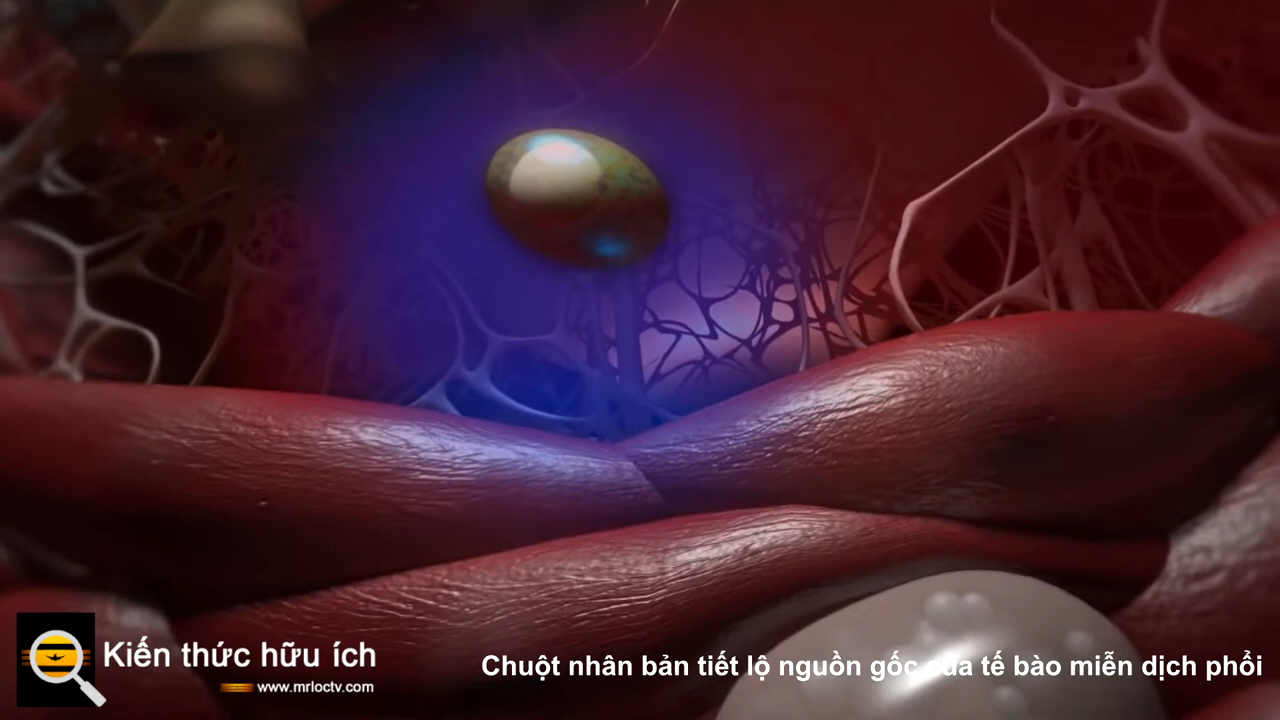 Kiến thức hữu ích
www.mrloctv.com
Chuột nhân bản tiết lộ nguồn gốc của tế bào miễn dịch phổi